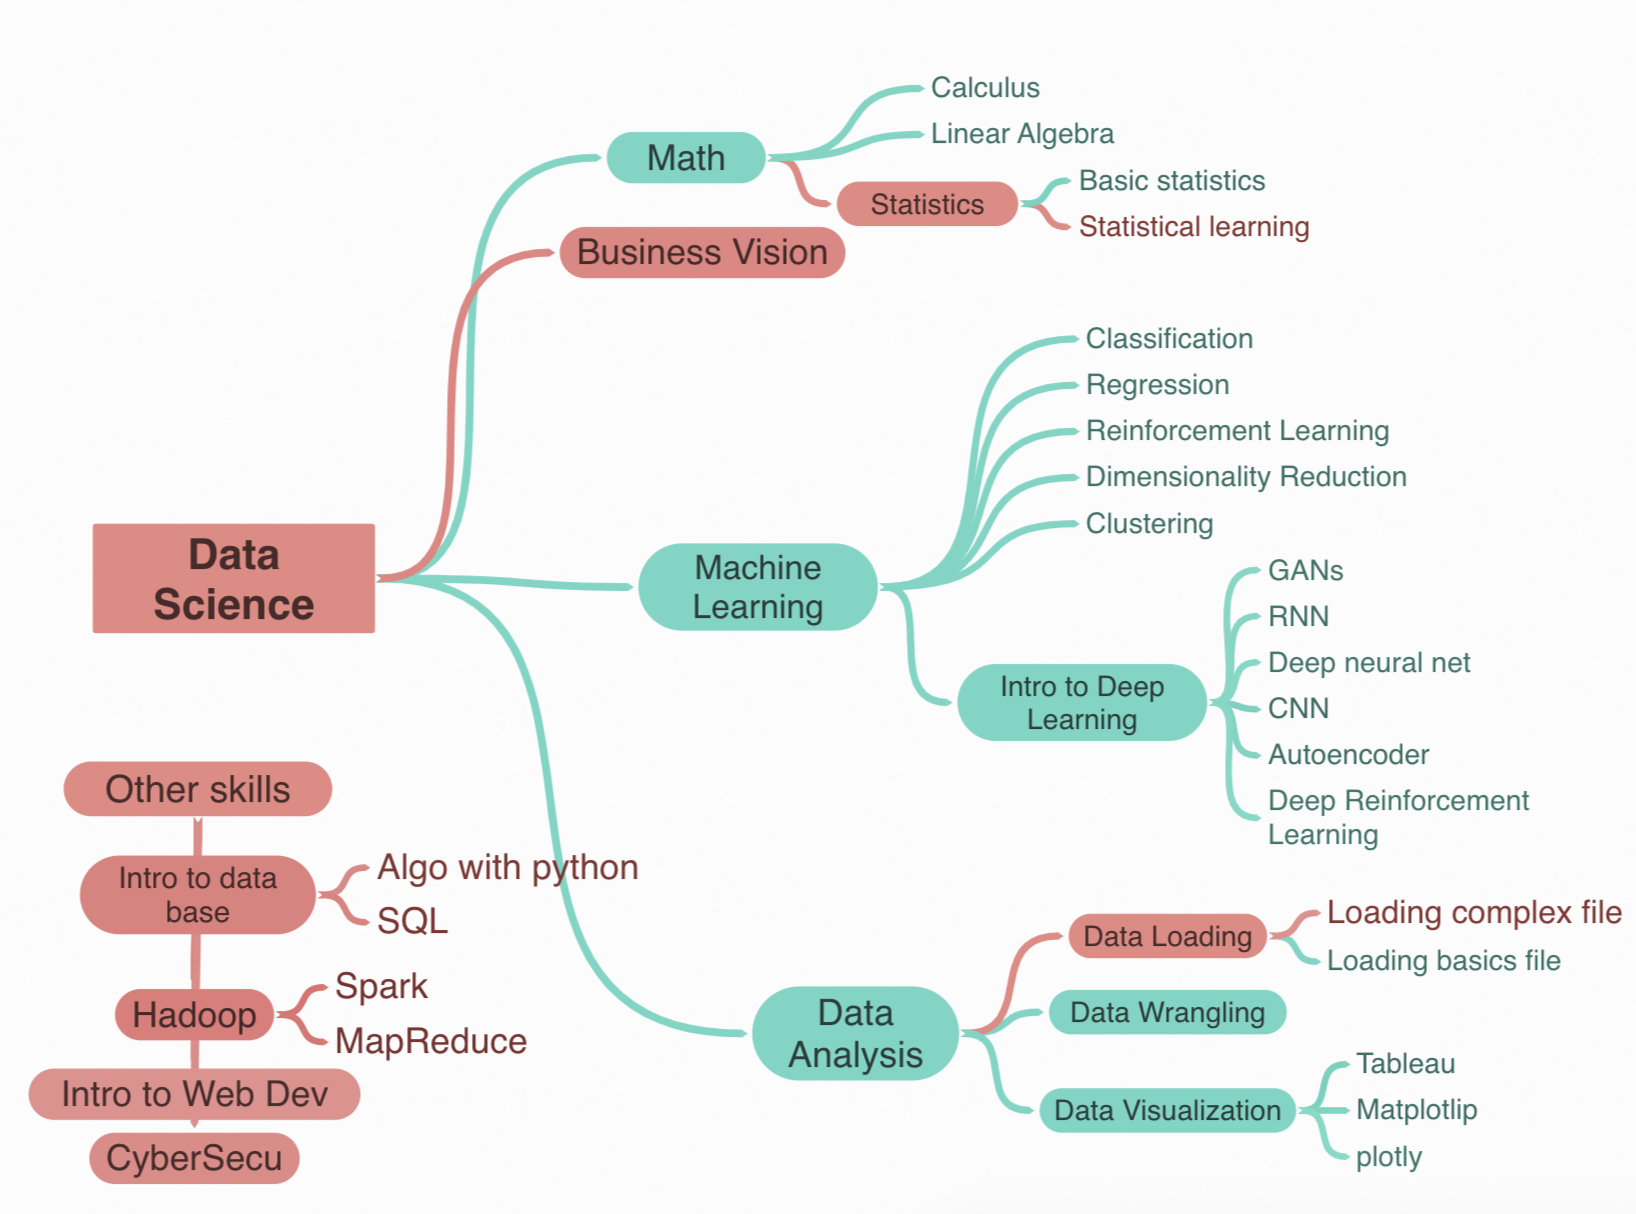 Calculus
Linear Algebra
Math
Basic statistics
Statistics
Statistical learning
Business Vision
Classification
Regression
Reinforcement Learning
Dimensionality Reduction
Clustering
Data
Science
Machine
Learning
GANs
RNN
Deep neural net
Intro to Deep
Learning
CNN
Autoencoder
Deep Reinforcement
Learning
Other skills
Intro to data
base
Algo with python
SQL
Hadoop
Spark
MapReduce
Intro to Web Dev
CyberSecu
Data
Analysis
Data Loading
Loading complex file
Loading basics file
Data Wrangling
Data Visualization
Tableau
Matplotlip
plotly